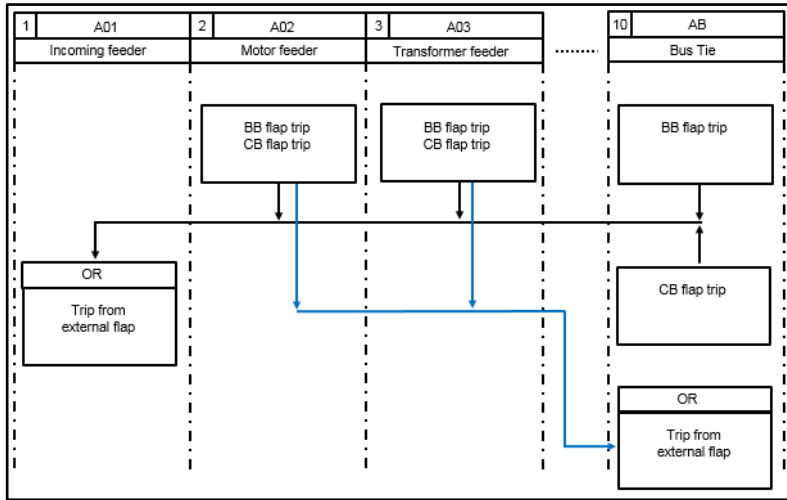 1 A01 2 A02 3 A03 10 AB
Incoming feeder Motor feeder Transformer feeder ........... Bus Tie
BB flap trip
CB flap trip
BB flap trip
CB flap trip
BB flap trip
OR
Trip from
external flap
CB flap trip
OR
Trip from
external flap